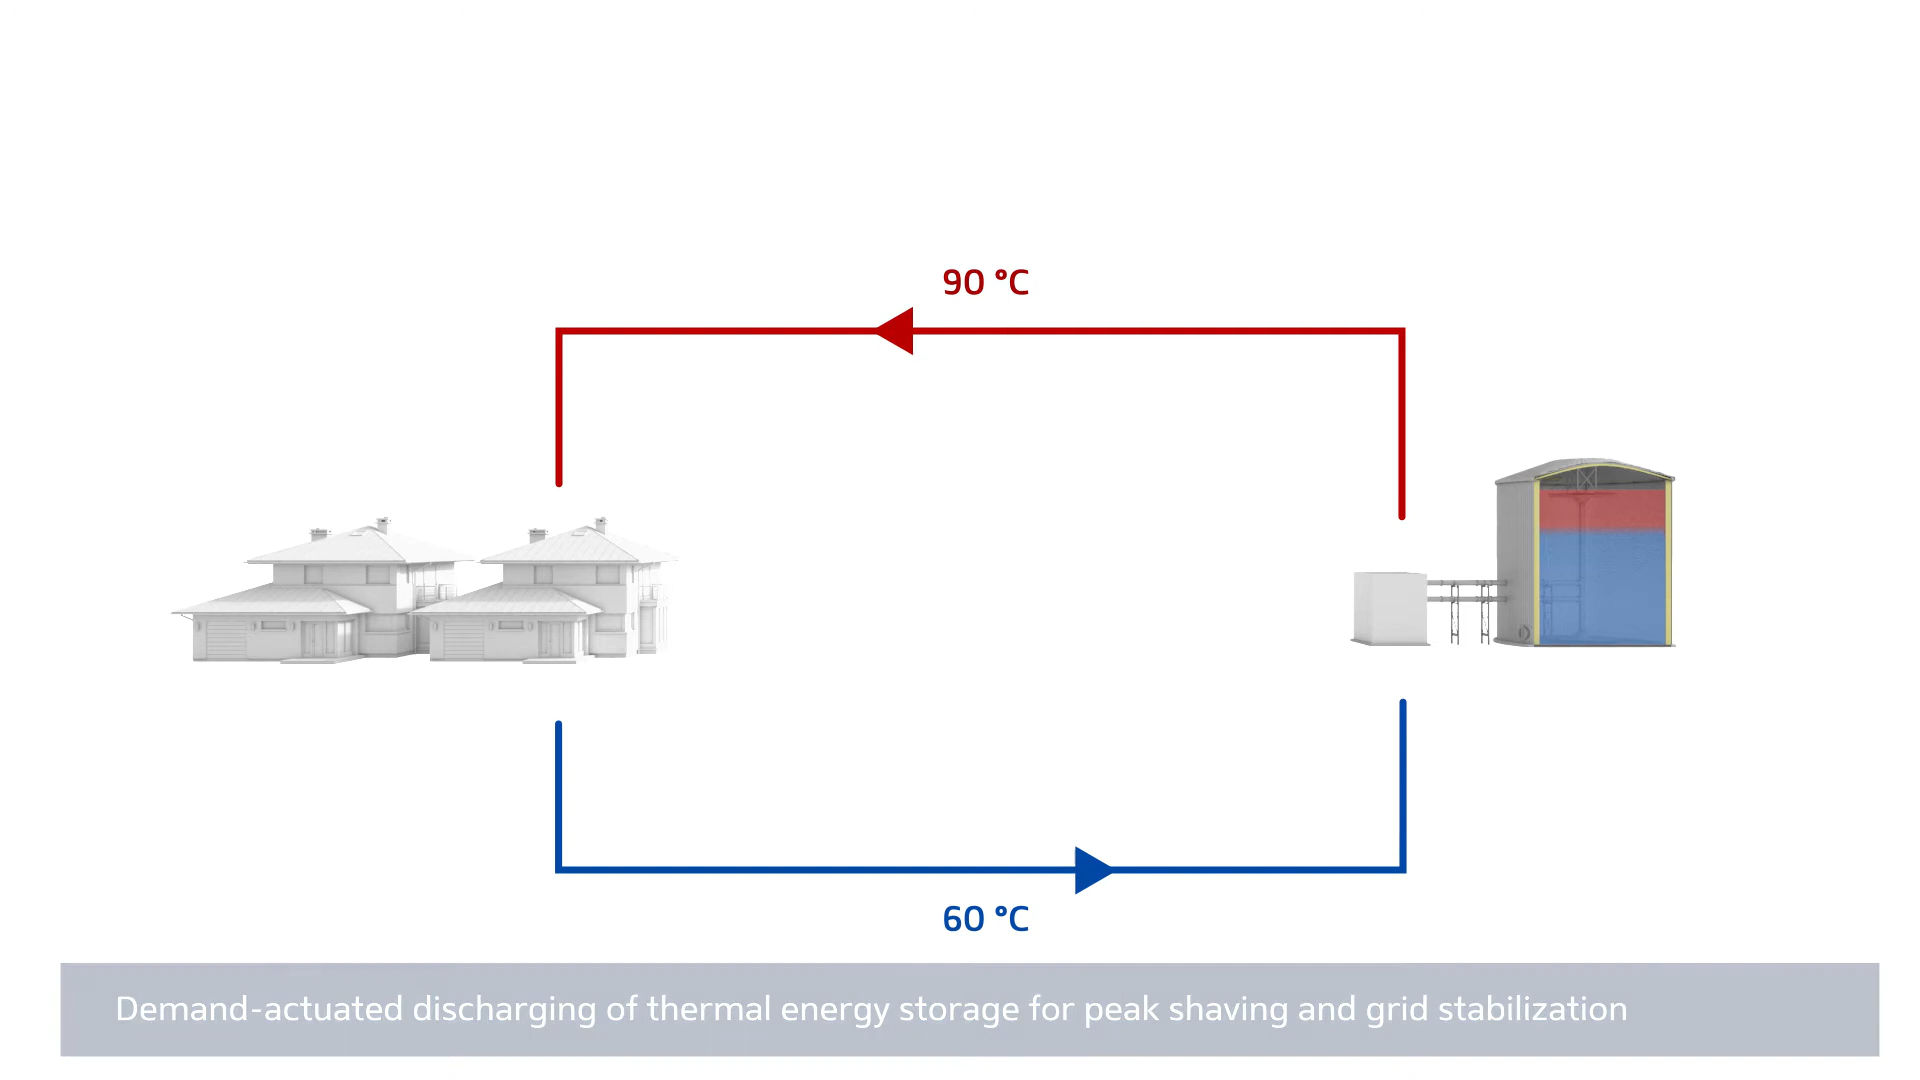 90 °C
60 °C
Demand-actuated discharging of thermal energy storage for peak shaving and grid stabilization